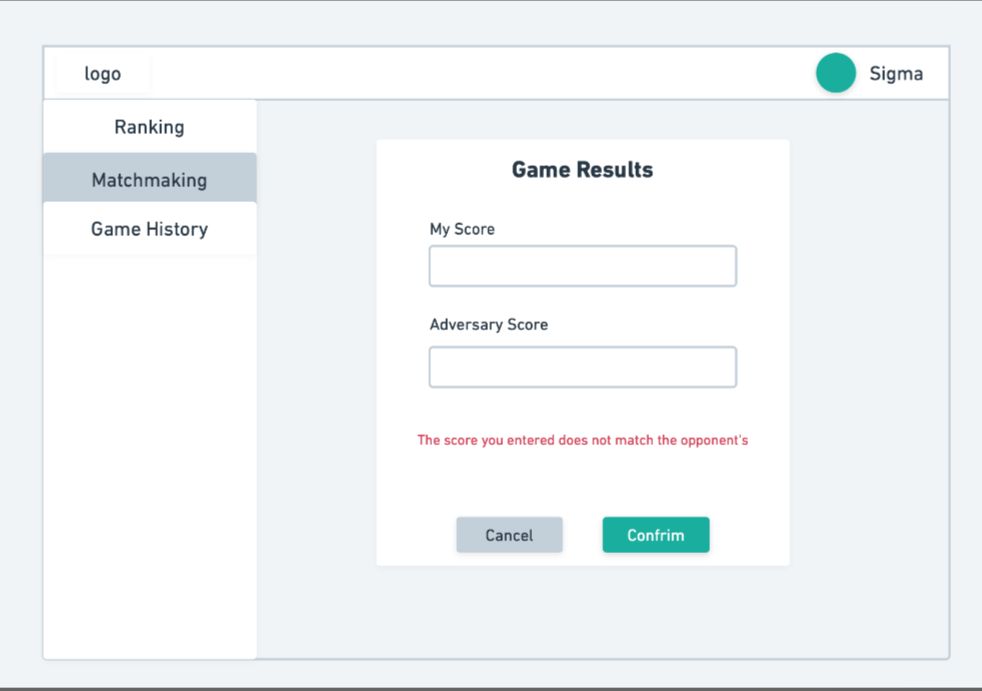 logo
Sigma
Ranking
Matchmaking
Game History
Game Results
My Score
Adversary Score
The score you entered does not match the opponent's
Cancel
Confrim